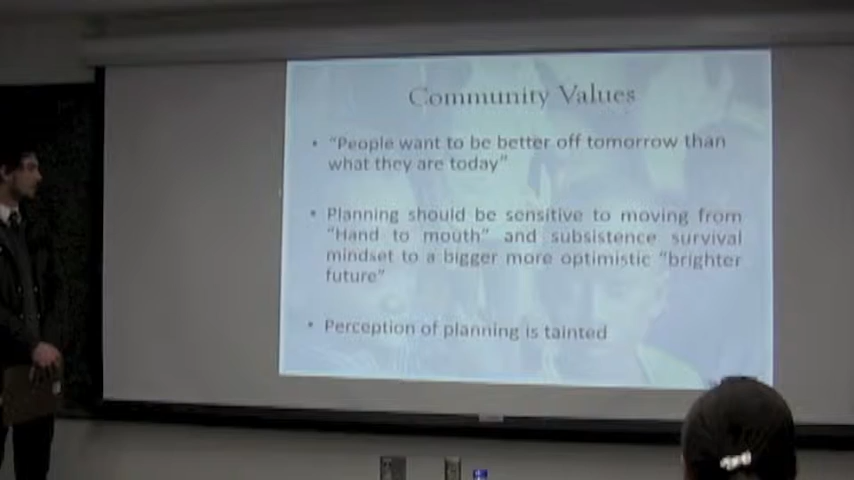 Community Values
• "People want to be better off tomorrow than
what they are today"
• Planning should be sensitive to moving from
"Hand to mouth" and subsistence survival
mindset to a bigger more optimistic "brighter
future"
• Perception of planning is tainted